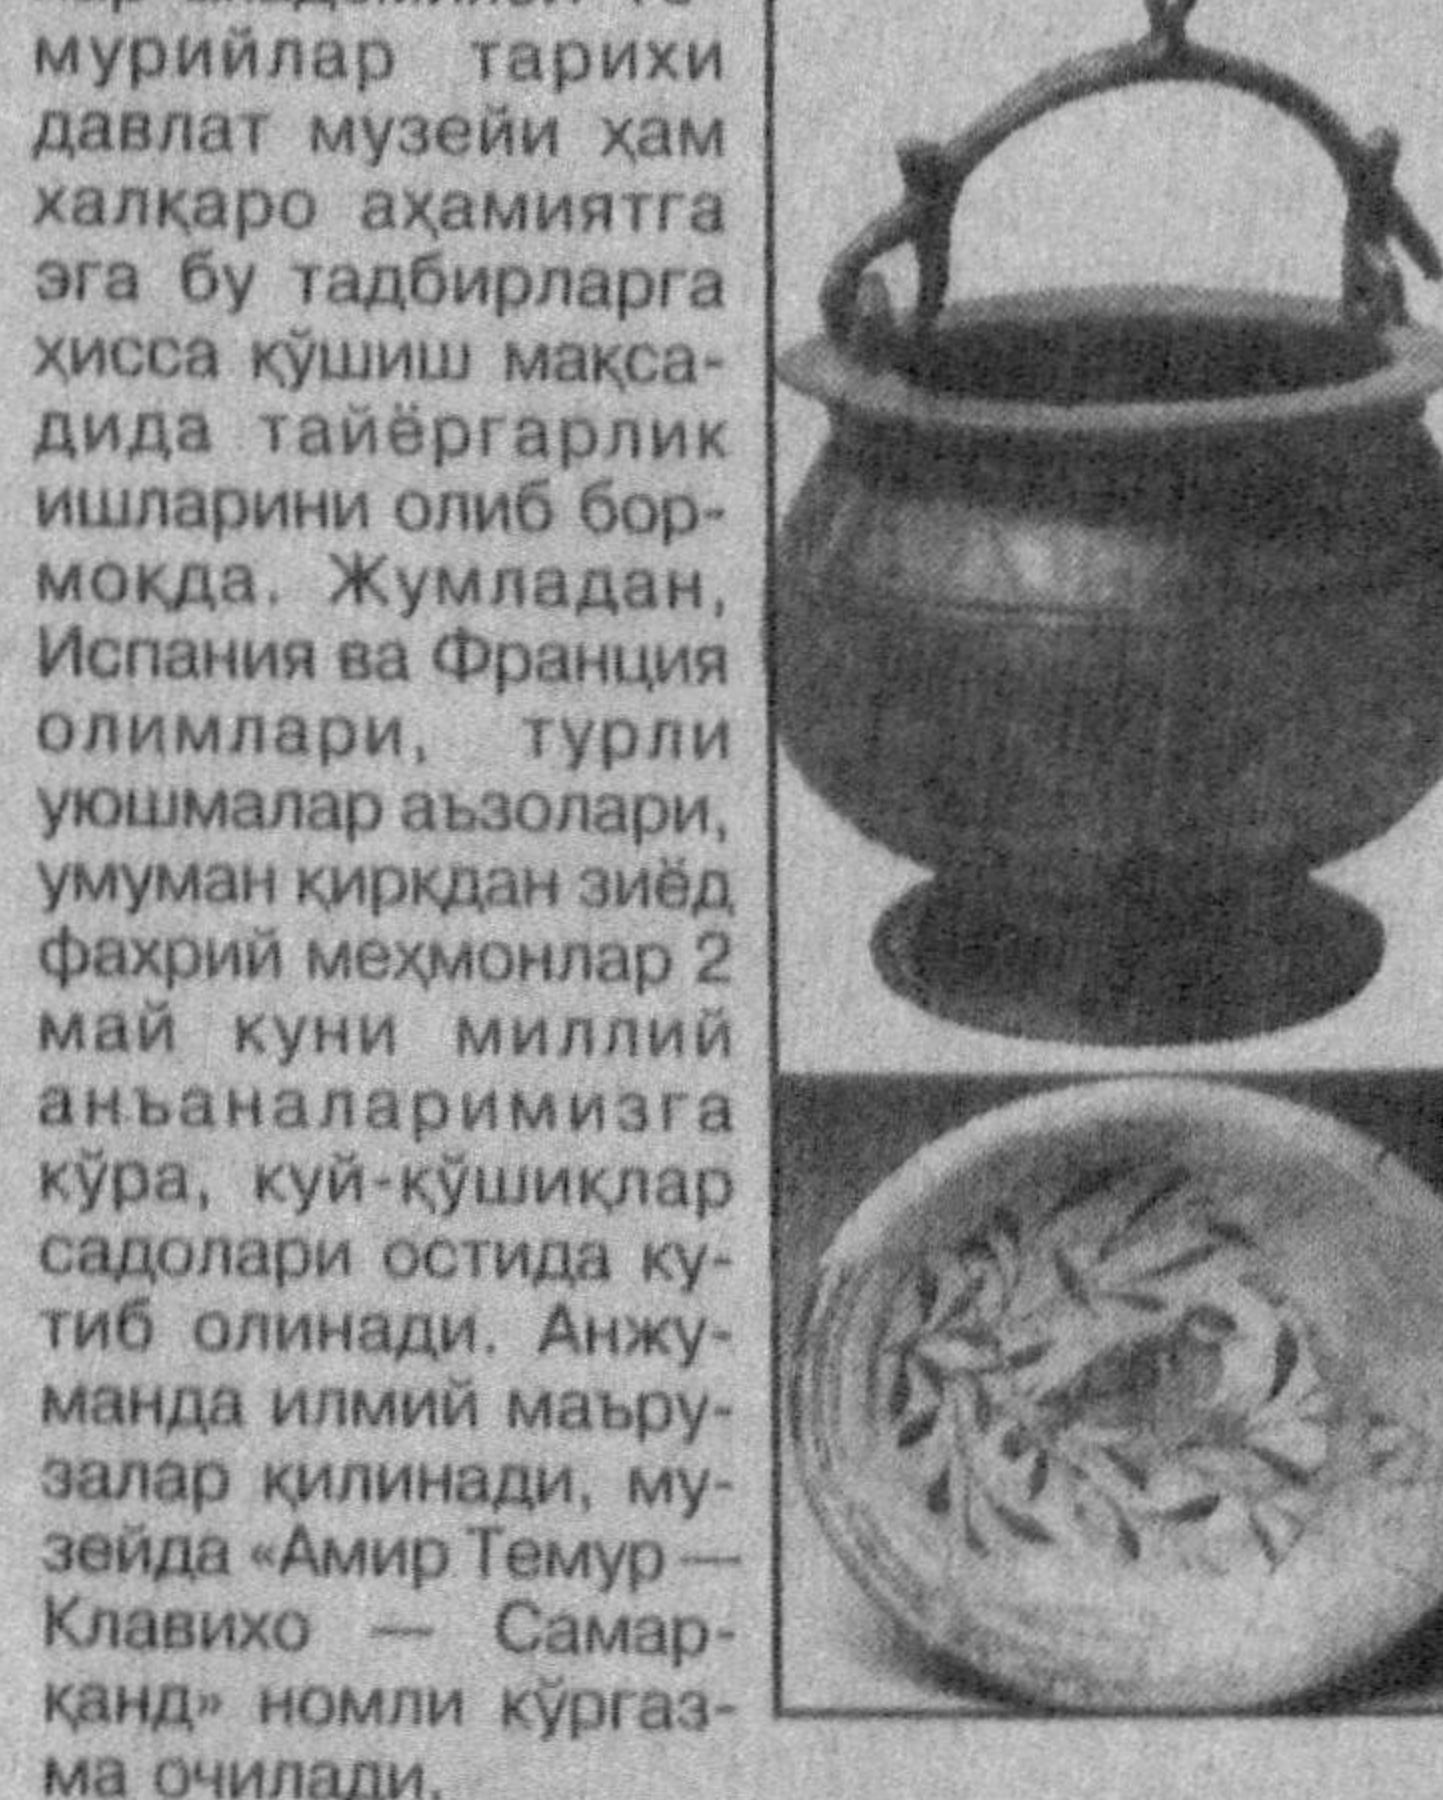 мурийлар тарихи
давлат музейи ҳам
халқаро аҳамиятга
эга бу тадбирларга
ҳисса қўшиш мақса-
дида тайёргарлик
ишларини олиб бор-
моқда. Жумладан,
Испания ва Франция
олимлари, турли
уюшмалар аъзолари,
умуман қирқдан зиёд
фахрий меҳмонлар 2
май куни миллий
анъаналаримизга
кўра, куй-қўшиқлар
садолари остида ку-
тиб олинади. Анжу-
манда илмий маъру-
залар қилинади, му-
зейда «Амир Темур —
Клавихо — Самар-
қанд» номли кўргаз-
ма очилади.